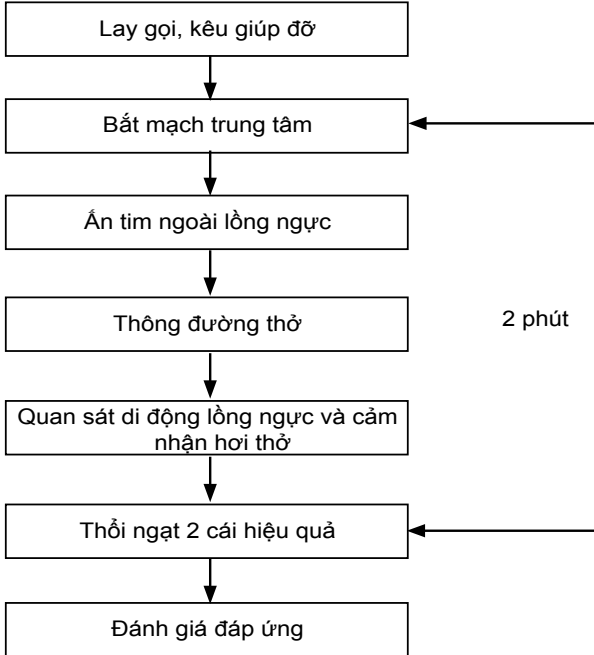 Lay gọi, kêu giúp đỡ
Bắt mạch trung tâm
Ấn tim ngoài lồng ngực
Thông đường thở
2 phút
Quan sát di động lồng ngực và cảm
nhận hơi thở
Thổi ngạt 2 cái hiệu quả
Đánh giá đáp ứng